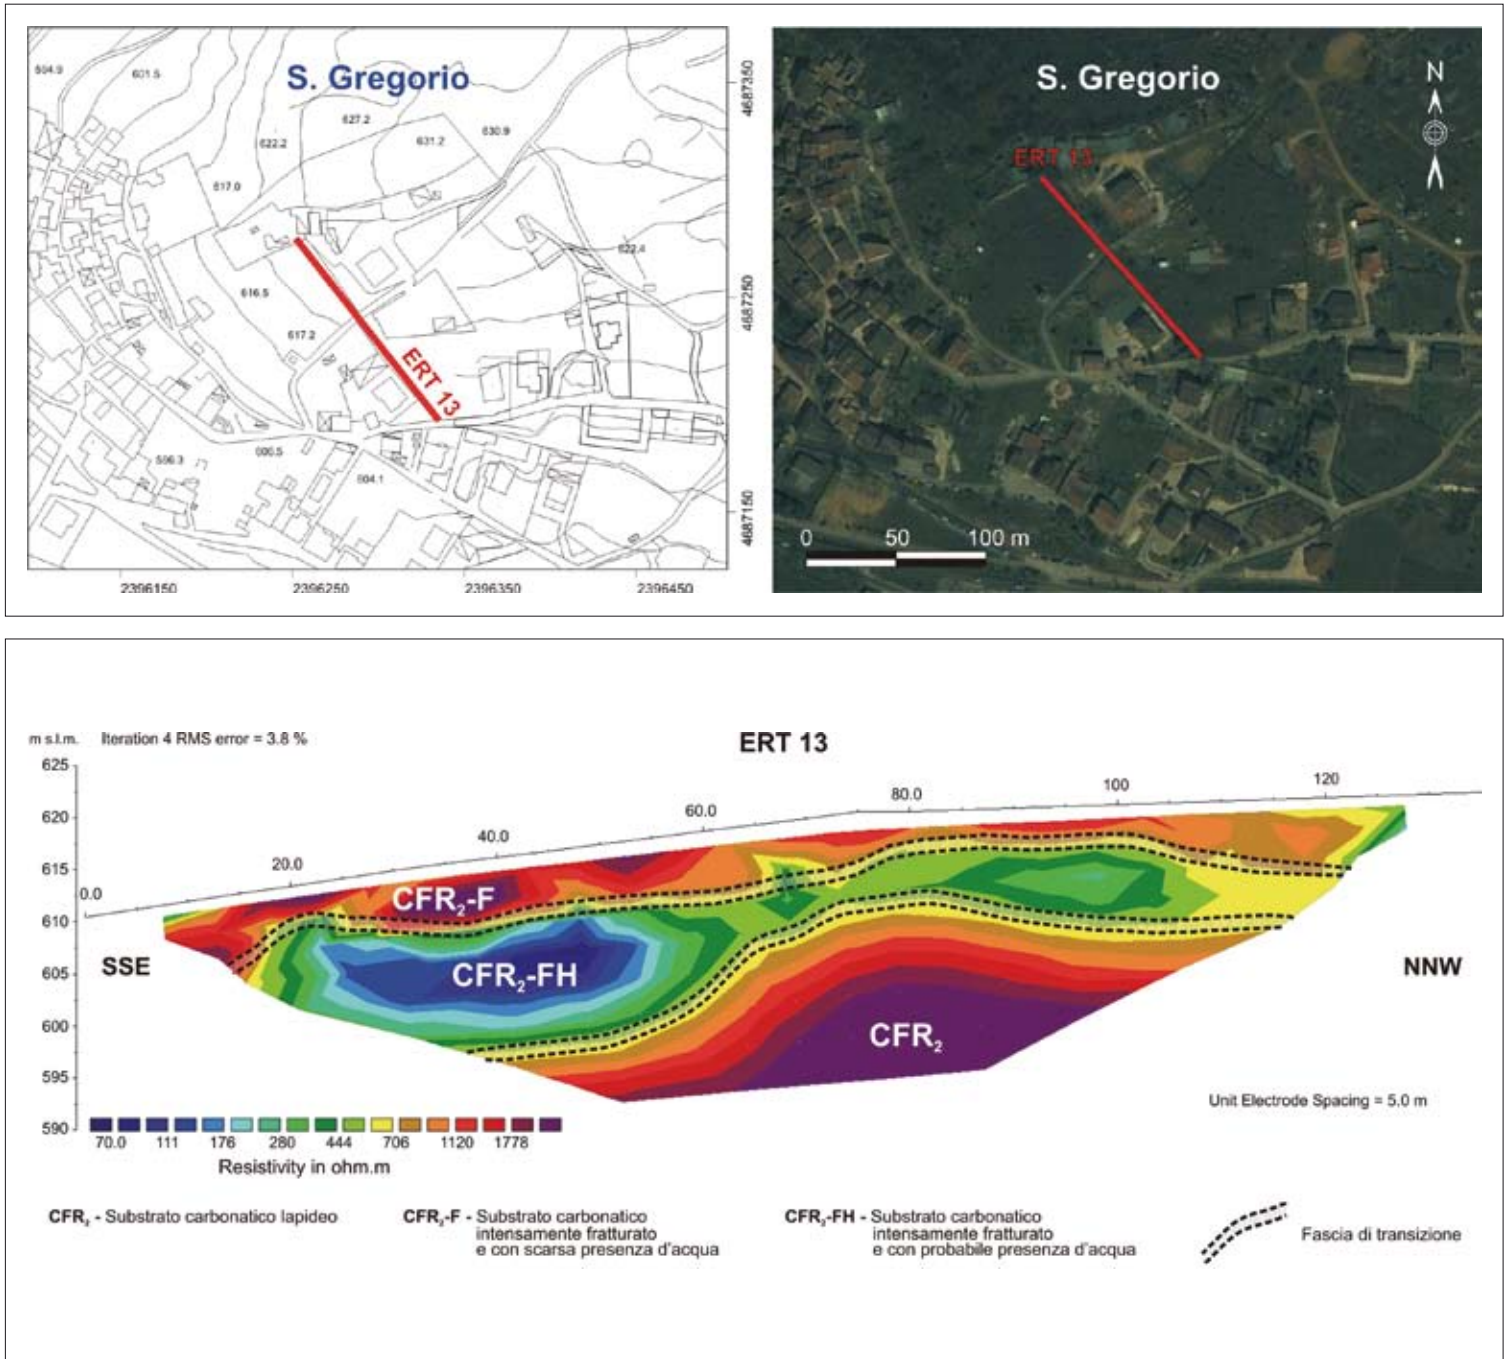 S. Gregorio
604.9
601.5
627.2
622.2
631.2
630.9
617.0
622.4
616.5
617.2
ERT 13
596.3
604.1
4687350
4687250
4687150
2396150
2396250
2396350
2396450
S. Gregorio
N
ERT 13
0 50 100 m
m s.l.m.
Iteration 4 RMS error = 3.8 %
ERT 13
625
620
615
610
605
600
595
590
0.0
20.0
40.0
60.0
80.0
100
120
CFR₂-F
CFR₂-FH
CFR₂
SSE
NNW
Unit Electrode Spacing = 5.0 m
70.0 111 176 280 444 706 1120 1778
Resistivity in ohm.m
CFR₂ - Substrato carbonatico lapideo
CFR₂-F - Substrato carbonatico
intensamente fratturato
e con scarsa presenza d'acqua
CFR₂-FH - Substrato carbonatico
intensamente fratturato
e con probabile presenza d'acqua
Fascia di transizione